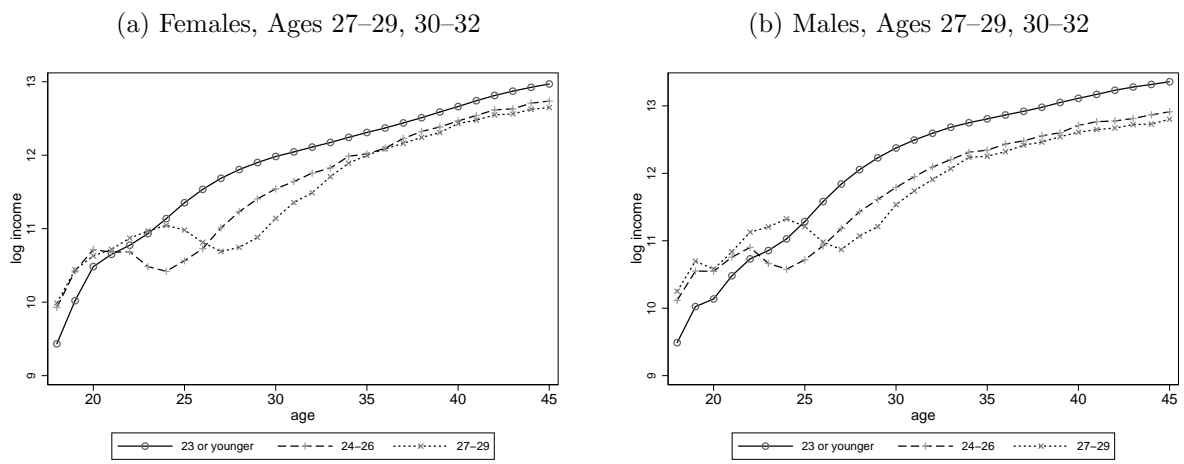 (a) Females, Ages 27–29, 30–32
13
12
11
10
9
log income
20 25 30 35 40 45
age
23 or younger 24–26 27–29
(b) Males, Ages 27–29, 30–32
13
12
11
10
9
log income
20 25 30 35 40 45
age
23 or younger 24–26 27–29